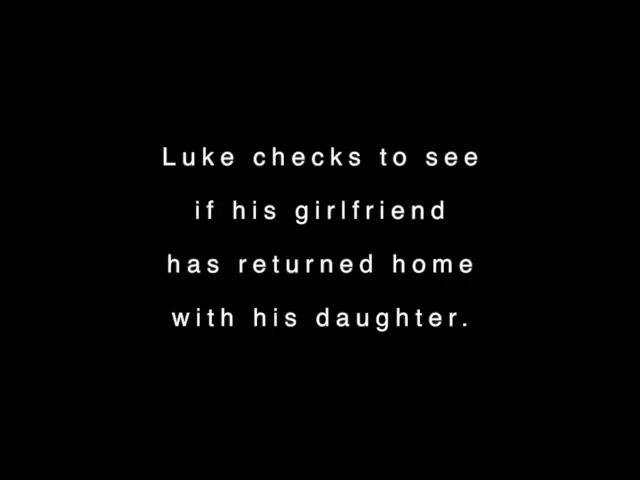 Luke checks to see
if his girlfriend
has returned home
with his daughter.